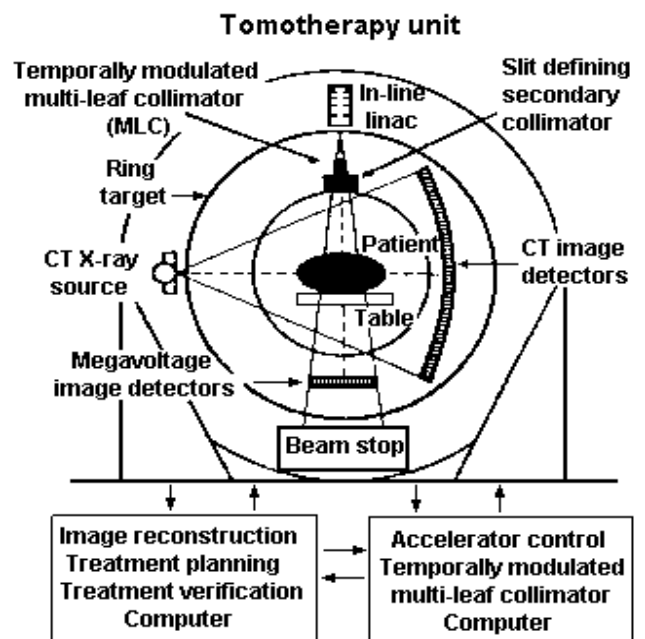 Tomotherapy unit
Temporally modulated
multi-leaf collimator
(MLC)
In-line
linac
Slit defining
secondary
collimator
Ring
target
Patient
CT X-ray
source
CT image
detectors
Table
Megavoltage
image detectors
Beam stop
Image reconstruction
Treatment planning
Treatment verification
Computer
Accelerator control
Temporally modulated
multi-leaf collimator
Computer